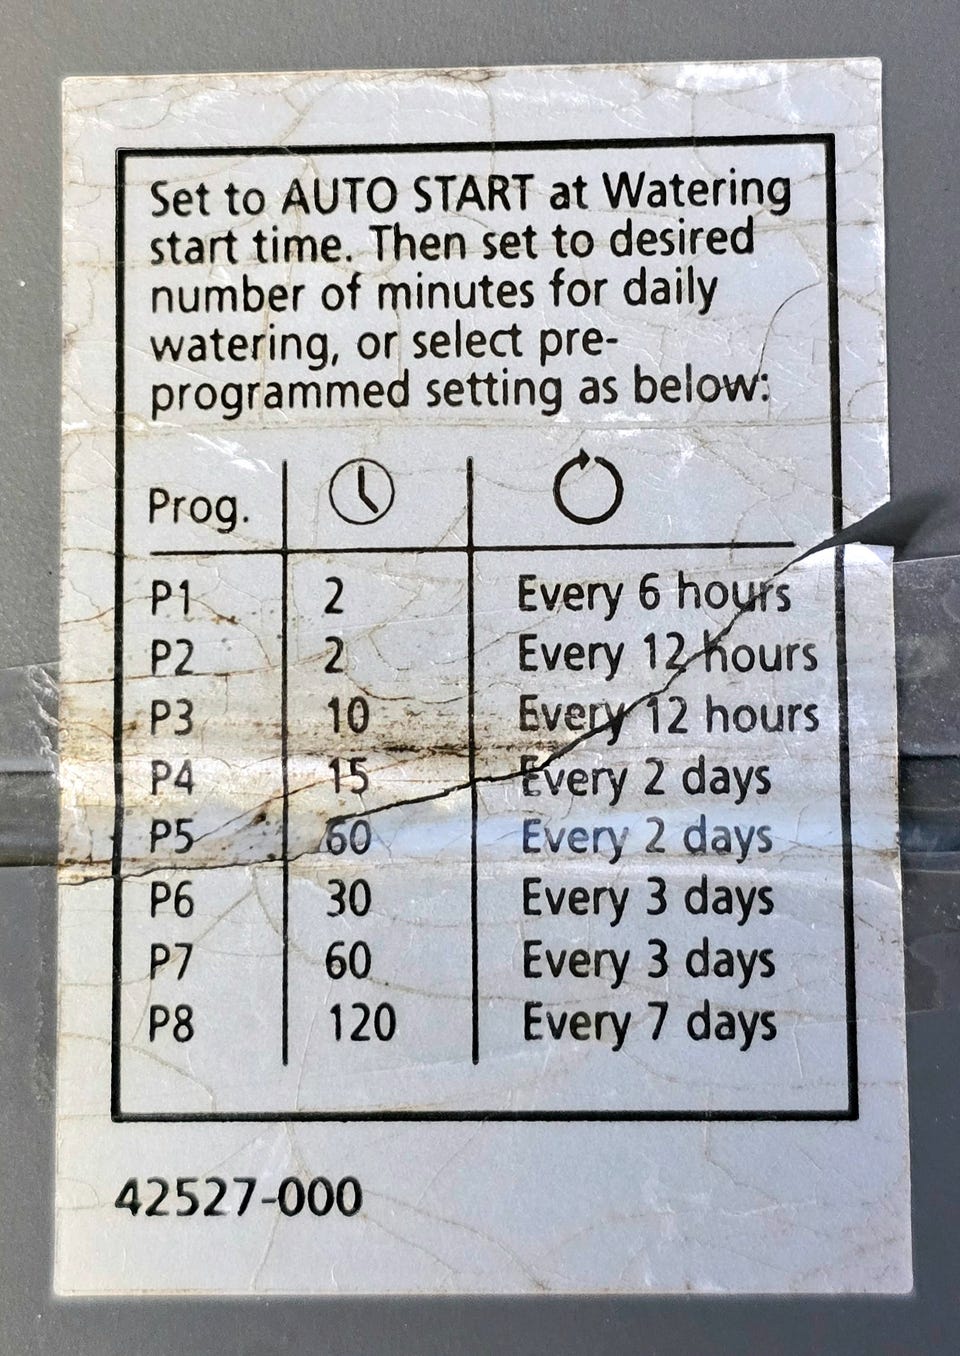 Set to AUTO START at Watering
start time. Then set to desired
number of minutes for daily
watering, or select pre-
programmed setting as below:
Prog.
P1 2 Every 6 hours
P2 2 Every 12 hours
P3 10 Every 12 hours
P4 15 Every 2 days
P5 60 Every 2 days
P6 30 Every 3 days
P7 60 Every 3 days
P8 120 Every 7 days
42527-000